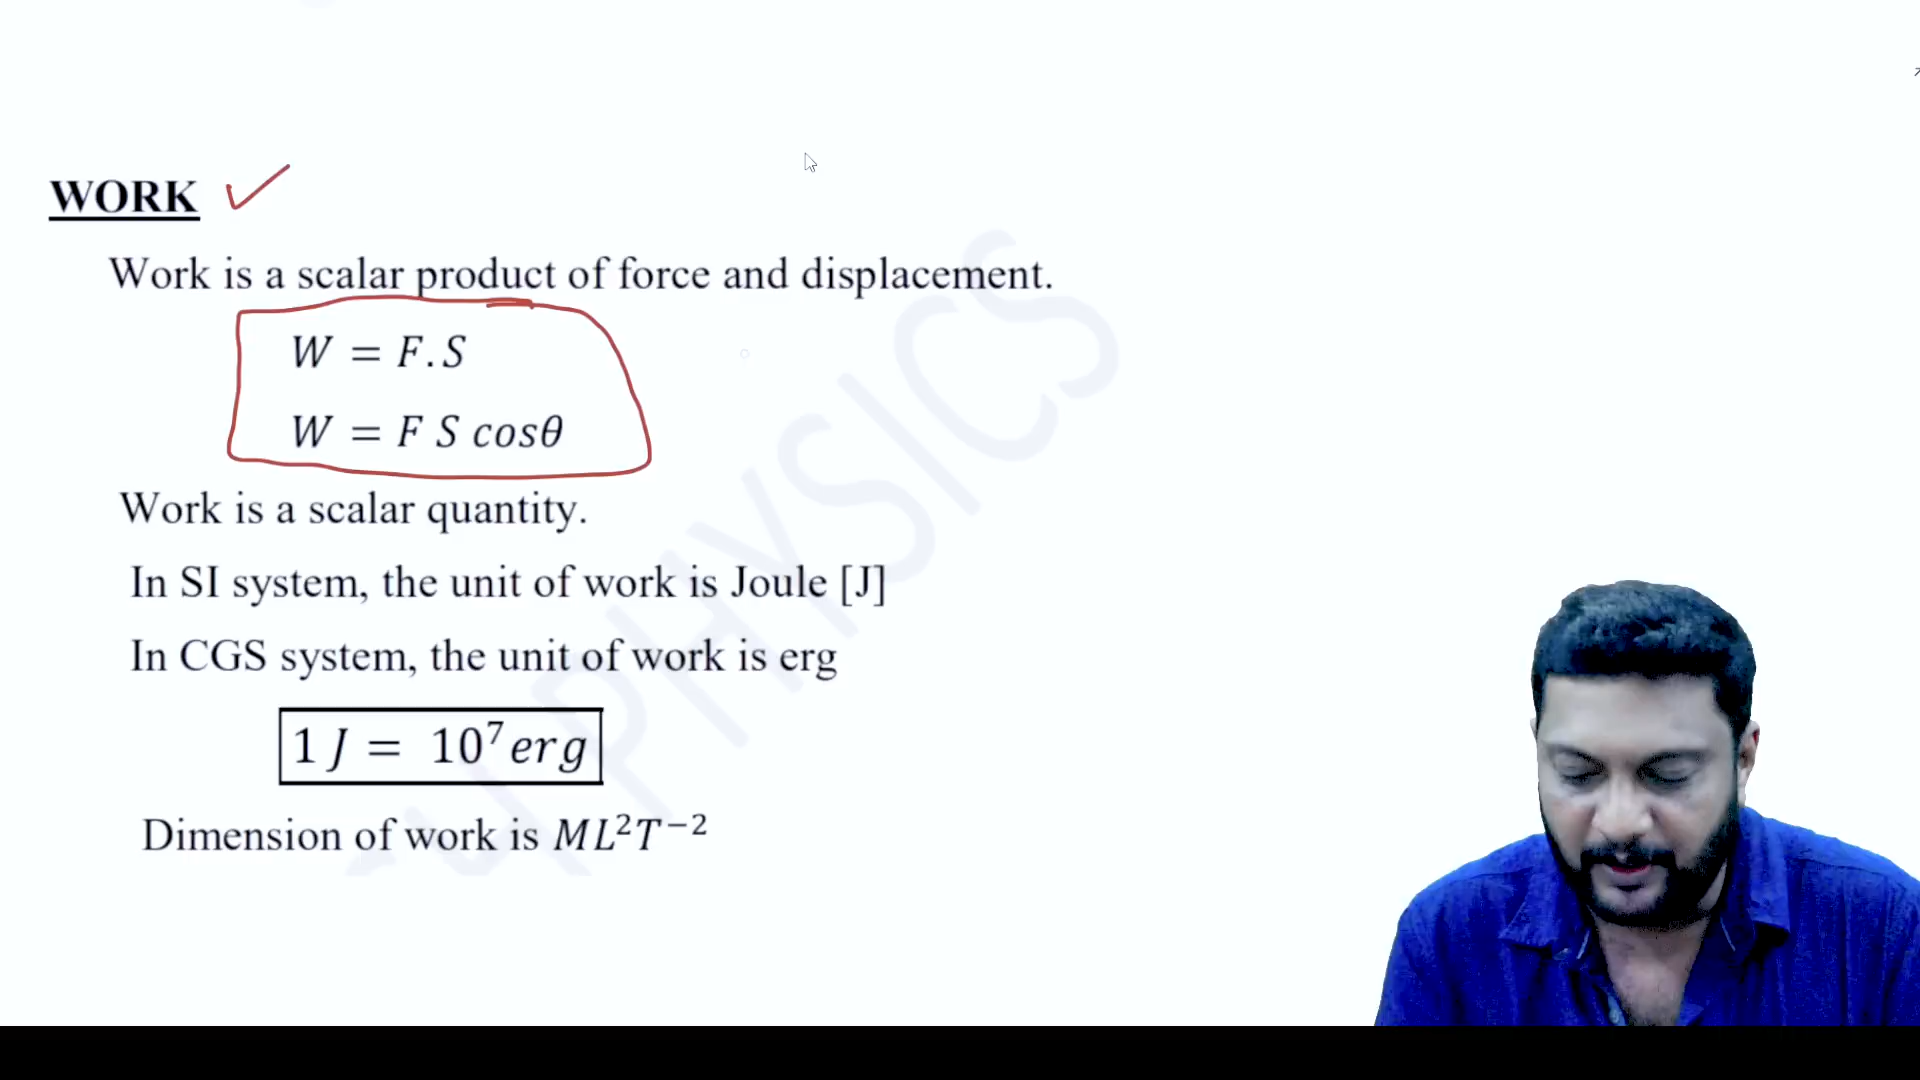 WORK
Work is a scalar product of force and displacement.
W = F.S
W = F S cosθ
Work is a scalar quantity.
In SI system, the unit of work is Joule [J]
In CGS system, the unit of work is erg
1 J = 10⁷ erg
Dimension of work is ML²T⁻²
PHYSICS